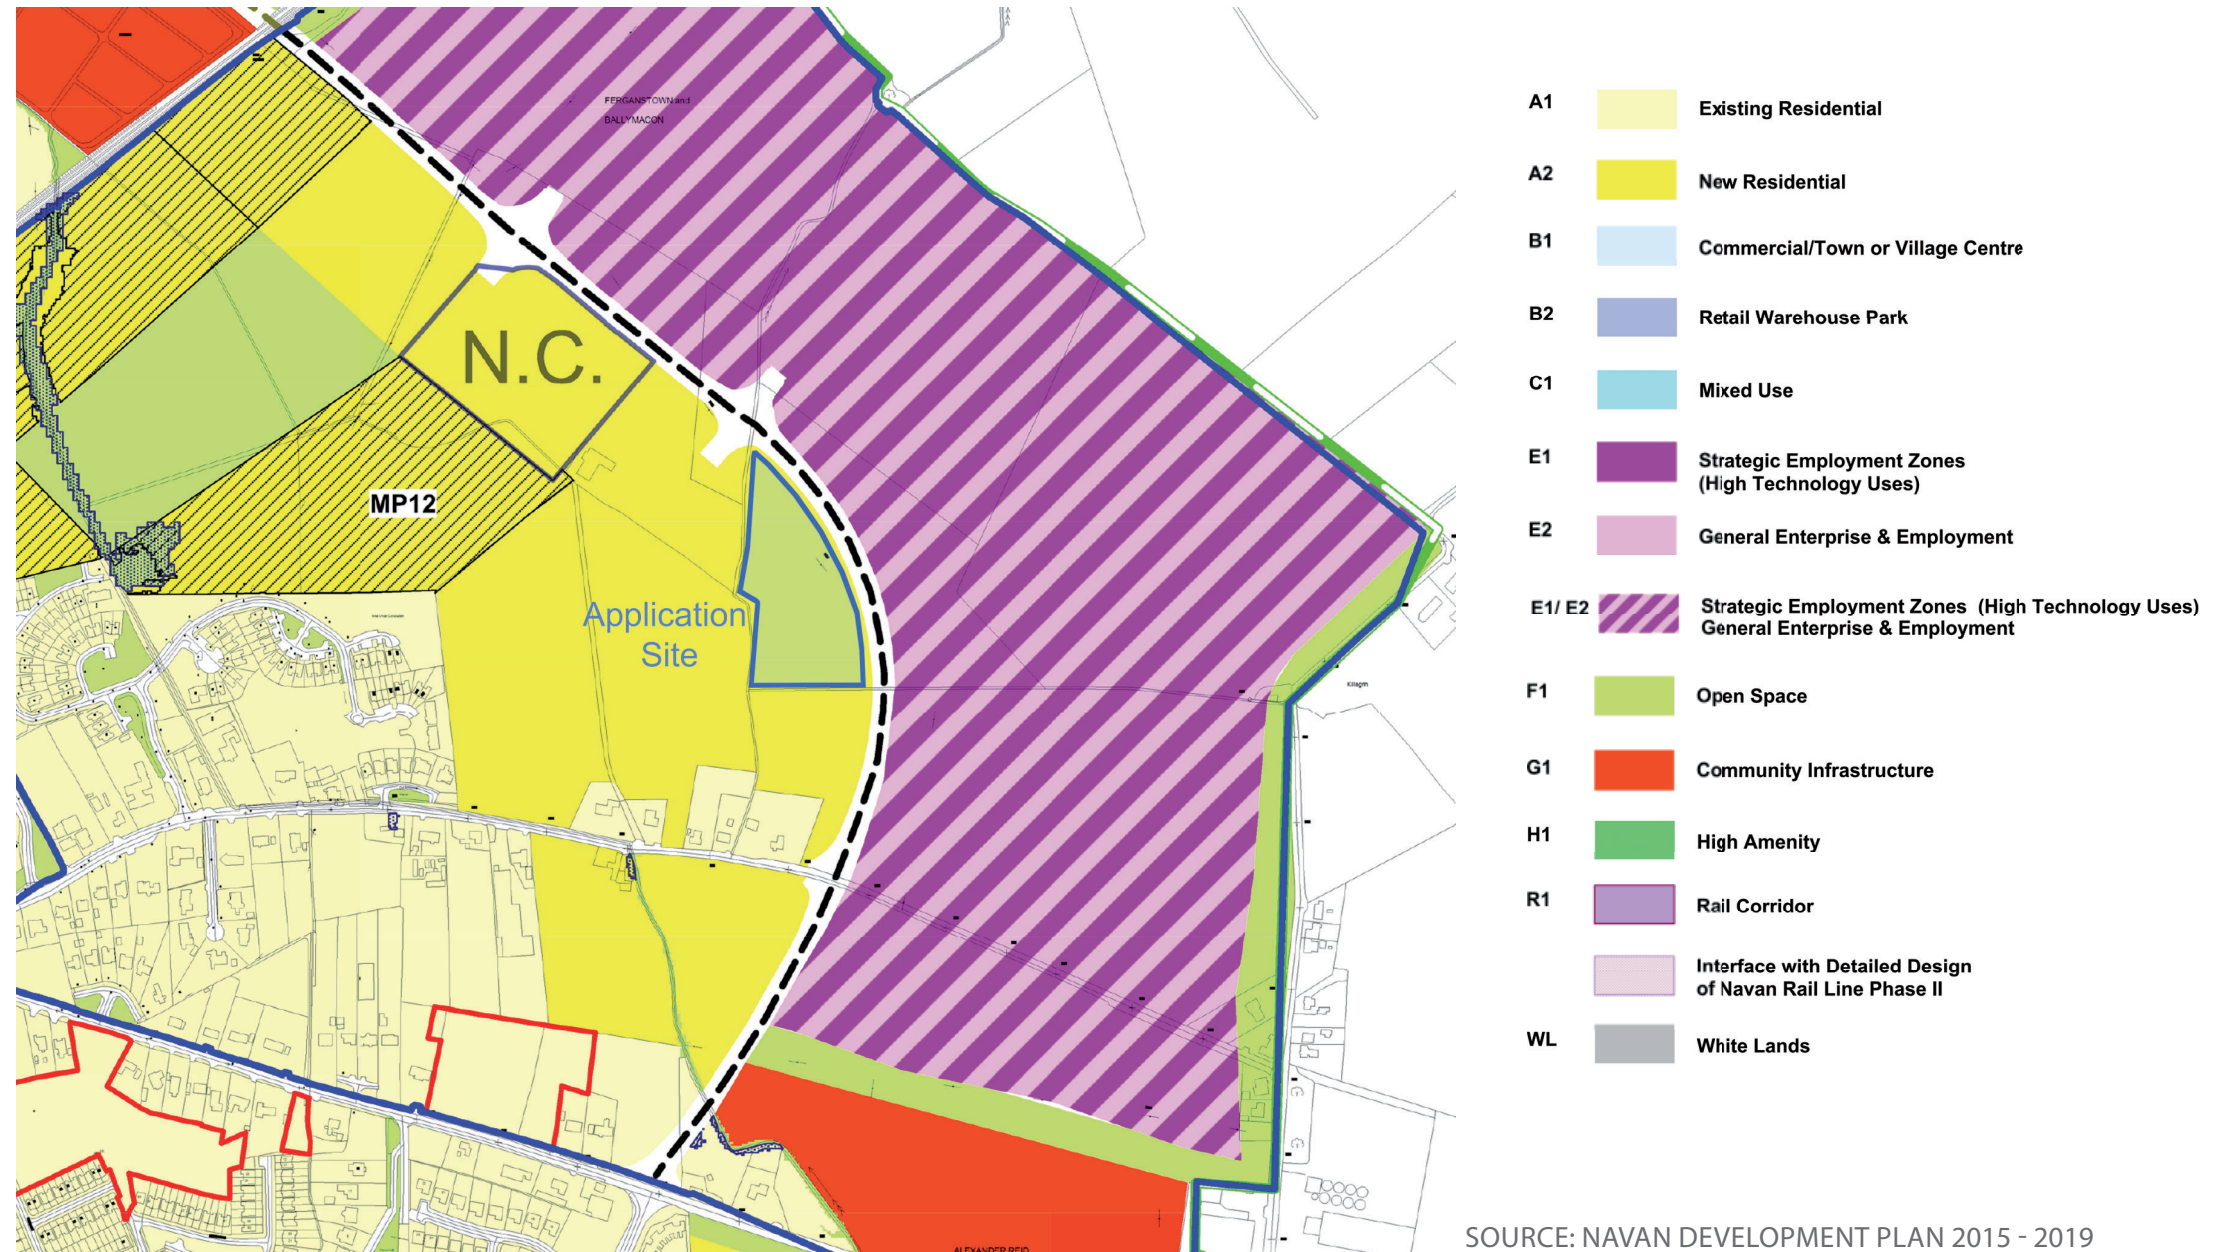 FERGANSTOWN and
BALLYMACON
N.C.
MP12
Application
Site
Killegrn
ALEXANDER REID
A1 Existing Residential
A2 New Residential
B1 Commercial/Town or Village Centre
B2 Retail Warehouse Park
C1 Mixed Use
E1 Strategic Employment Zones
(High Technology Uses)
E2 General Enterprise & Employment
E1/ E2 Strategic Employment Zones (High Technology Uses)
General Enterprise & Employment
F1 Open Space
G1 Community Infrastructure
H1 High Amenity
R1 Rail Corridor
Interface with Detailed Design
of Navan Rail Line Phase II
WL White Lands
SOURCE: NAVAN DEVELOPMENT PLAN 2015 - 2019